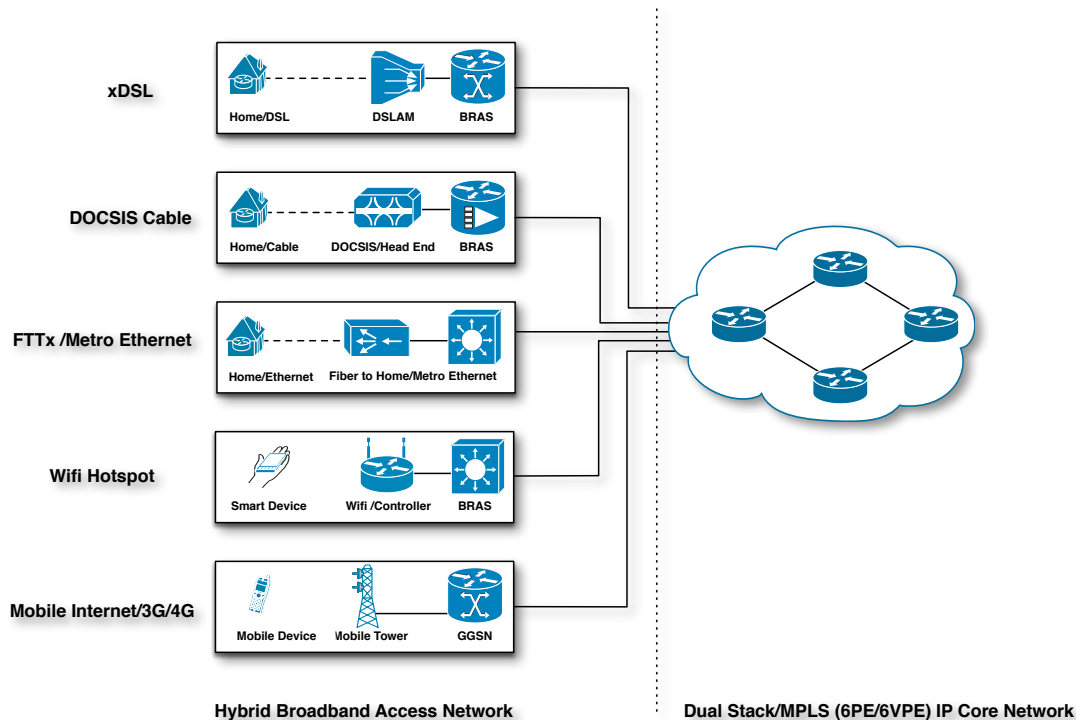 xDSL
Home/DSL
DSLAM
BRAS
DOCSIS Cable
Home/Cable
DOCSIS/Head End
BRAS
FTTx /Metro Ethernet
Home/Ethernet
Fiber to Home/Metro Ethernet
Wifi Hotspot
Smart Device
Wifi /Controller
BRAS
Mobile Internet/3G/4G
Mobile Device
Mobile Tower
GGSN
Hybrid Broadband Access Network
Dual Stack/MPLS (6PE/6VPE) IP Core Network